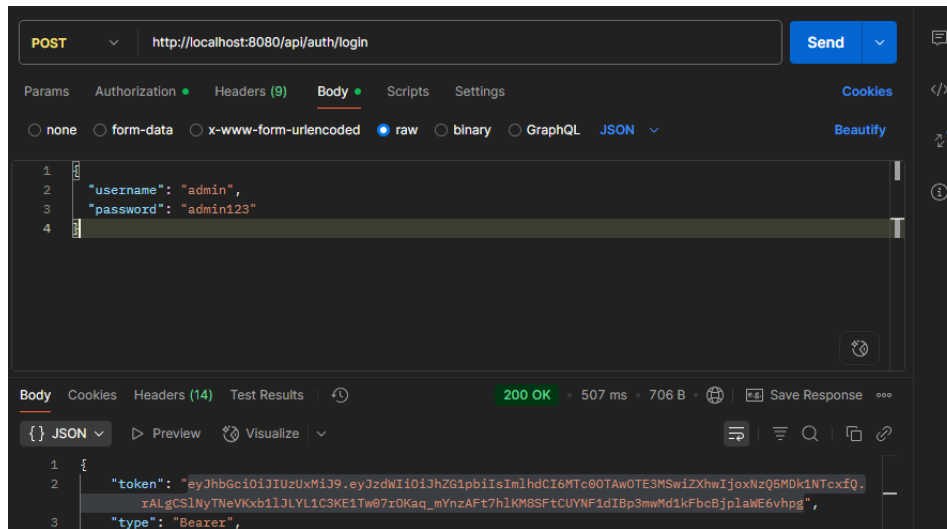 POST http://localhost:8080/api/auth/login Send
Params Authorization Headers (9) Body Scripts Settings Cookies
none form-data x-www-form-urlencoded raw binary GraphQL JSON Beautify
1 {
2 "username": "admin",
3 "password": "admin123"
4 }
Body Cookies Headers (14) Test Results 200 OK 507 ms 706 B e.g. Save Response
{} JSON Preview Visualize
1 {
2 "token": "eyJhbGciOiJIUzUxMiJ9.eyJzdWIiOiJhZG1pbiIsImlhdCI6MTc0OTAwOTE3MSwiZXhwIjoxNzQ5MDk1NTcxfQ.
rALgCSlNyTNeVKxb1lJLYL1C3KE1Tw07rOKaq_mYnzAFt7hlKM8SFtCUYNF1dIBp3mwMd1kFbcBjplaWE6vhpg",
3 "type": "Bearer",